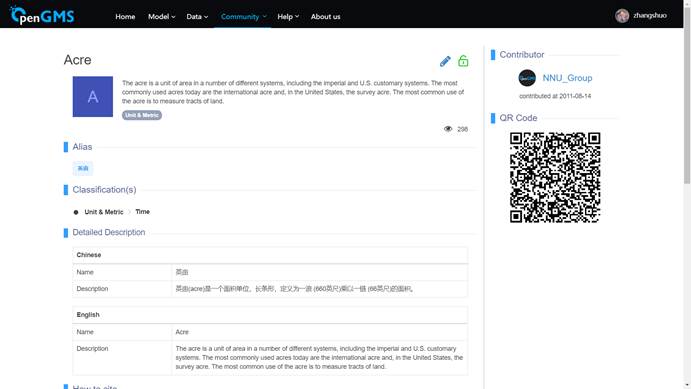 OpenGMS
Home Model Data Community Help About us zhangshuo
Acre
A
The acre is a unit of area in a number of different systems, including the imperial and U.S. customary systems. The most
commonly used acres today are the international acre and, in the United States, the survey acre. The most common use of
the acre is to measure tracts of land.
Unit & Metric
298
Alias
英亩
Classification(s)
Unit & Metric > Time
Detailed Description
Chinese
Name 英亩
Description 英亩(acre)是一个面积单位，长条形，定义为一浪 (660英尺)乘以一链 (66英尺)的面积。
English
Name Acre
Description The acre is a unit of area in a number of different systems, including the imperial and U.S. customary
systems. The most commonly used acres today are the international acre and, in the United States, the
survey acre. The most common use of the acre is to measure tracts of land.
How to cite
Contributor
NNU_Group
contributed at 2011-08-14
QR Code